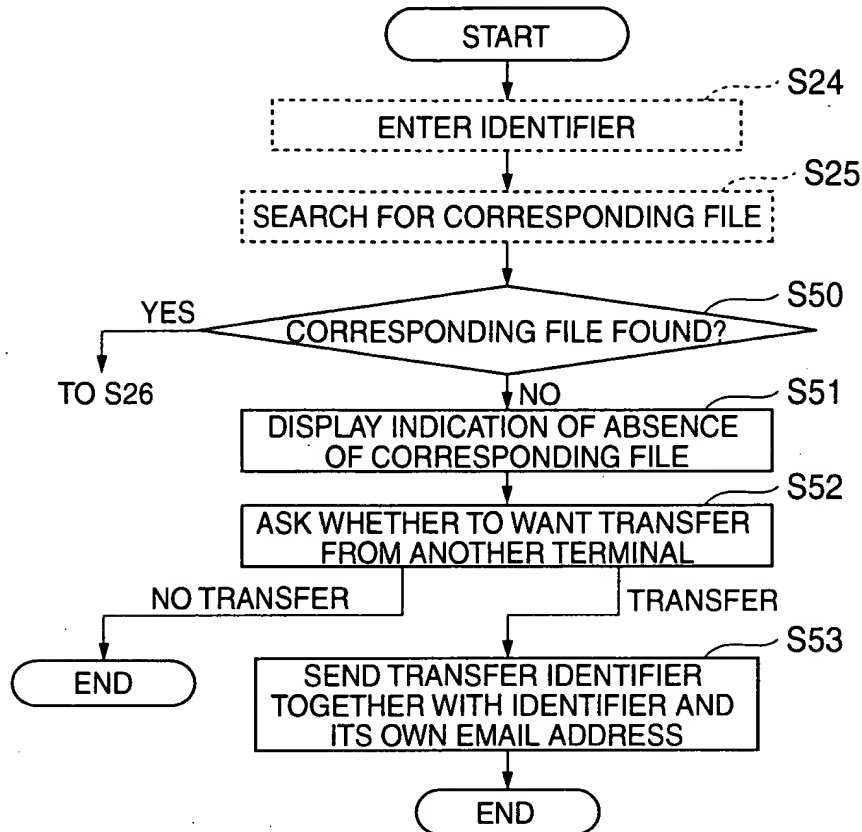 START
S24
ENTER IDENTIFIER
S25
SEARCH FOR CORRESPONDING FILE
S50
YES
CORRESPONDING FILE FOUND?
TO S26
NO
S51
DISPLAY INDICATION OF ABSENCE
OF CORRESPONDING FILE
S52
ASK WHETHER TO WANT TRANSFER
FROM ANOTHER TERMINAL
NO TRANSFER
TRANSFER
S53
END
SEND TRANSFER IDENTIFIER
TOGETHER WITH IDENTIFIER AND
ITS OWN EMAIL ADDRESS
END